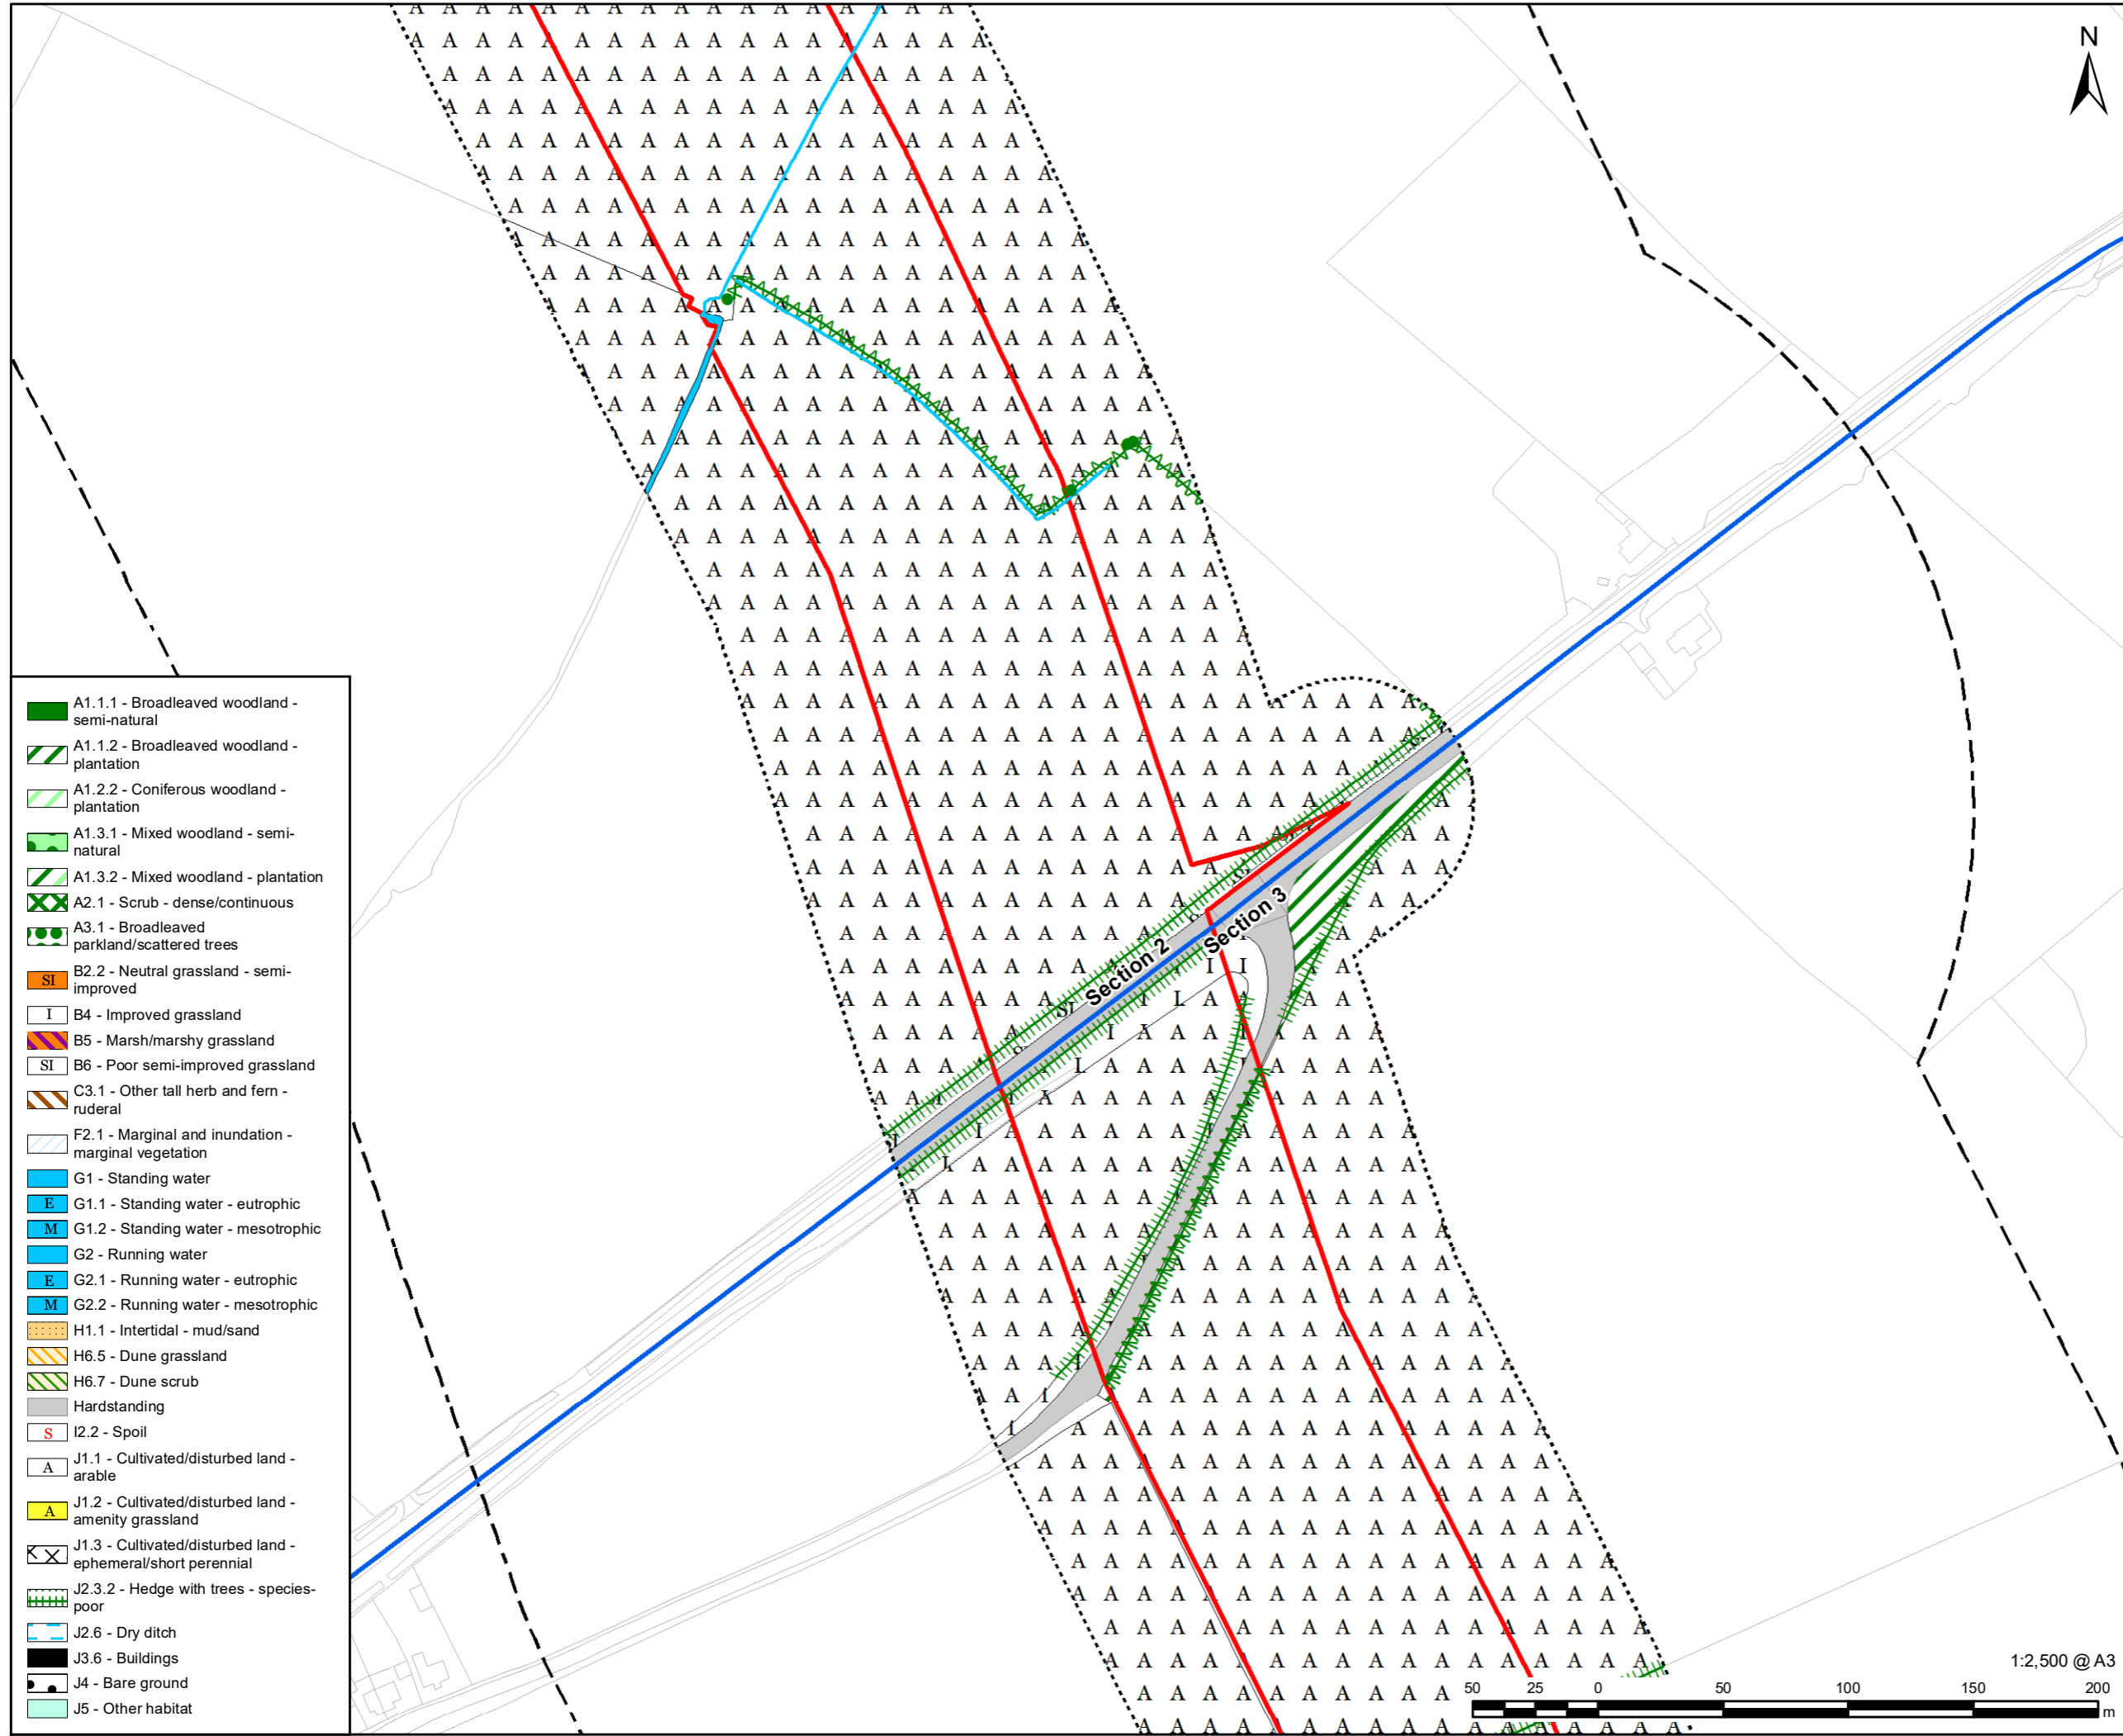 N
A1.1.1 - Broadleaved woodland -
semi-natural
A1.1.2 - Broadleaved woodland -
plantation
A1.2.2 - Coniferous woodland -
plantation
A1.3.1 - Mixed woodland - semi-
natural
A1.3.2 - Mixed woodland - plantation
A2.1 - Scrub - dense/continuous
A3.1 - Broadleaved
parkland/scattered trees
SI B2.2 - Neutral grassland - semi-
improved
I B4 - Improved grassland
B5 - Marsh/marshy grassland
SI B6 - Poor semi-improved grassland
C3.1 - Other tall herb and fern -
ruderal
F2.1 - Marginal and inundation -
marginal vegetation
G1 - Standing water
E G1.1 - Standing water - eutrophic
M G1.2 - Standing water - mesotrophic
G2 - Running water
E G2.1 - Running water - eutrophic
M G2.2 - Running water - mesotrophic
H1.1 - Intertidal - mud/sand
H6.5 - Dune grassland
H6.7 - Dune scrub
Hardstanding
S I2.2 - Spoil
A J1.1 - Cultivated/disturbed land -
arable
A J1.2 - Cultivated/disturbed land -
amenity grassland
J1.3 - Cultivated/disturbed land -
ephemeral/short perennial
J2.3.2 - Hedge with trees - species-
poor
J2.6 - Dry ditch
J3.6 - Buildings
J4 - Bare ground
J5 - Other habitat
Section 2
Section 3
1:2,500 @ A3
50 25 0 50 100 150 200
m